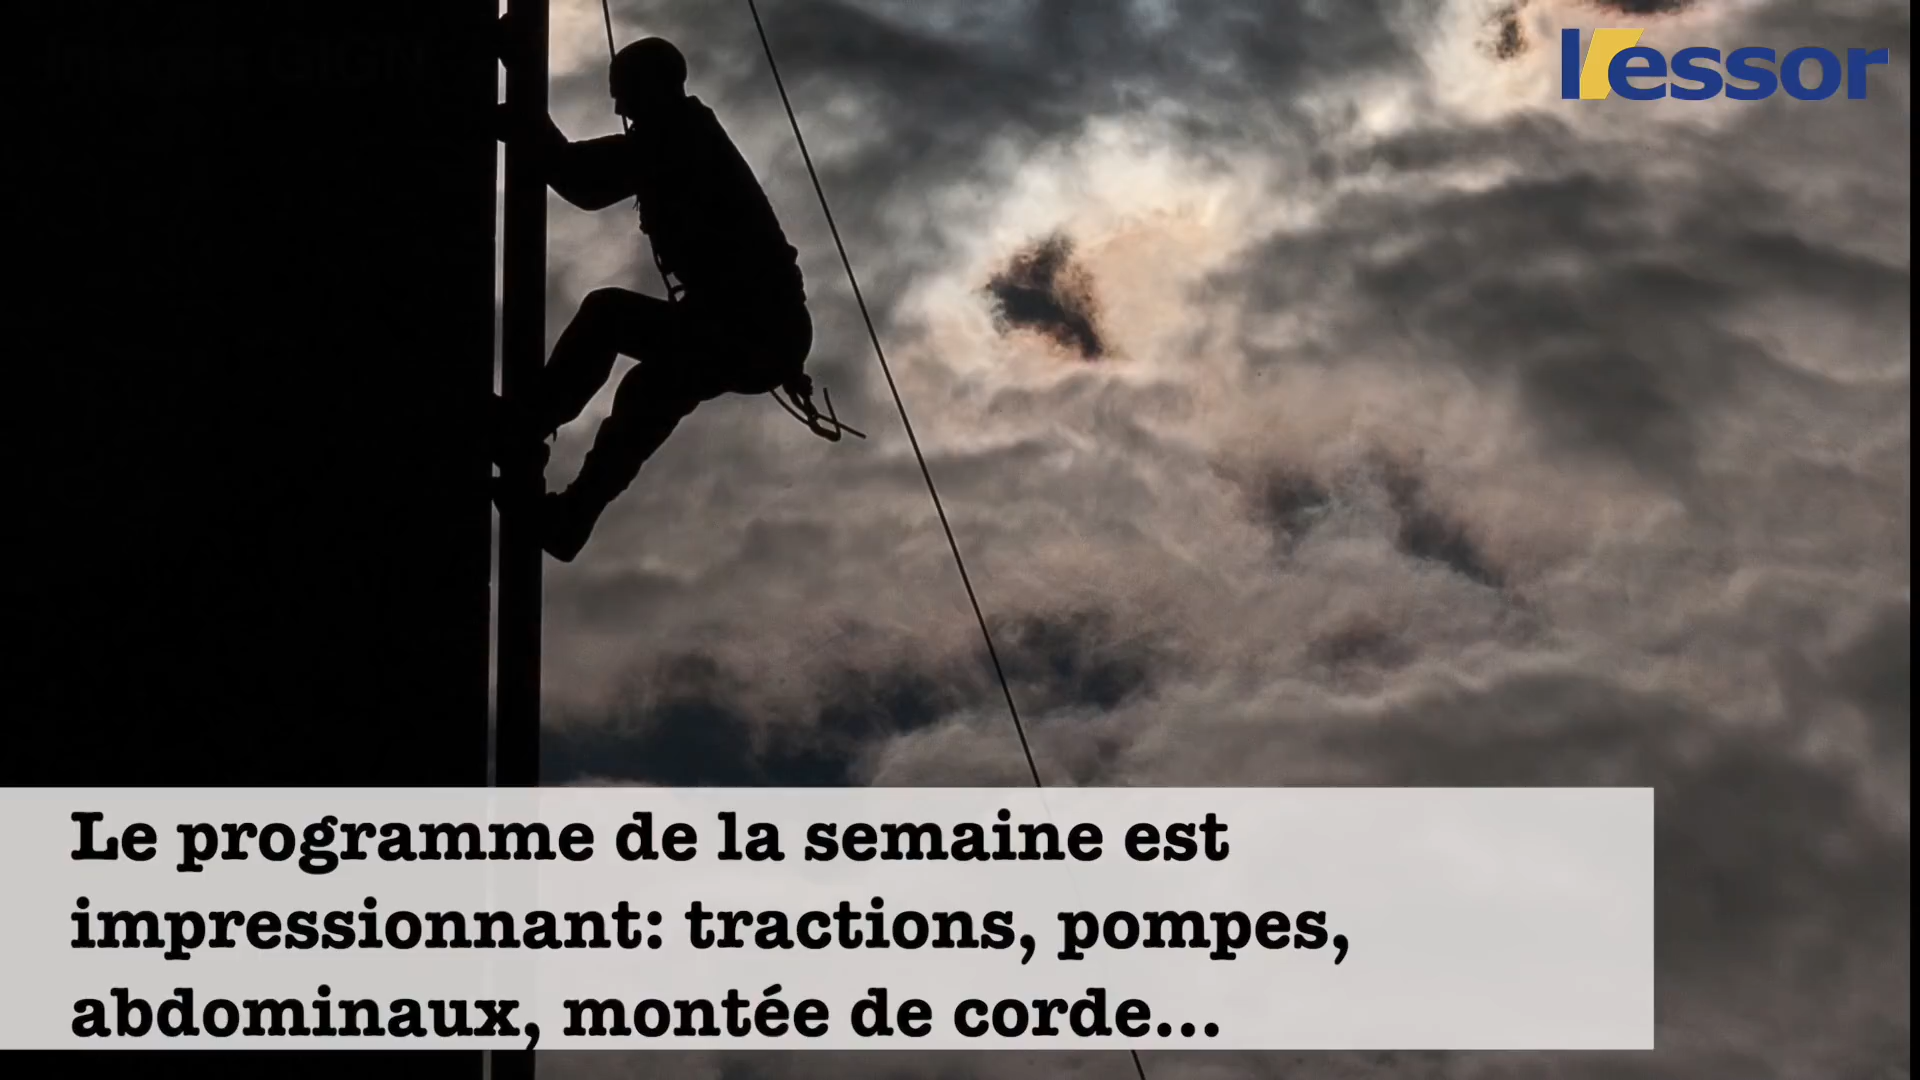 l'essor
Le programme de la semaine est
impressionnant: tractions, pompes,
abdominaux, montée de corde...